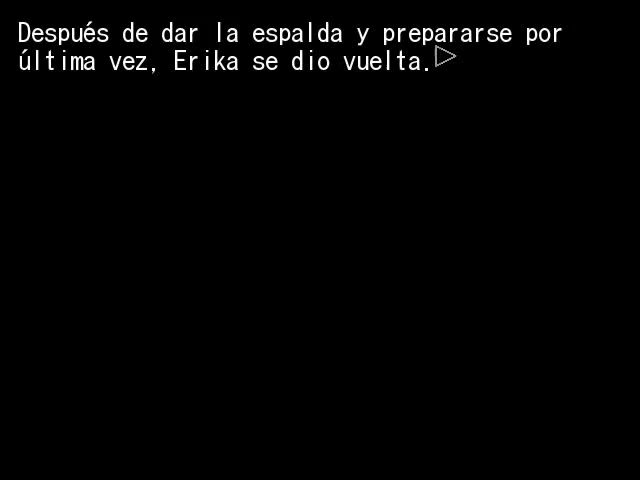 Después de dar la espalda y prepararse por
última vez, Erika se dio vuelta.